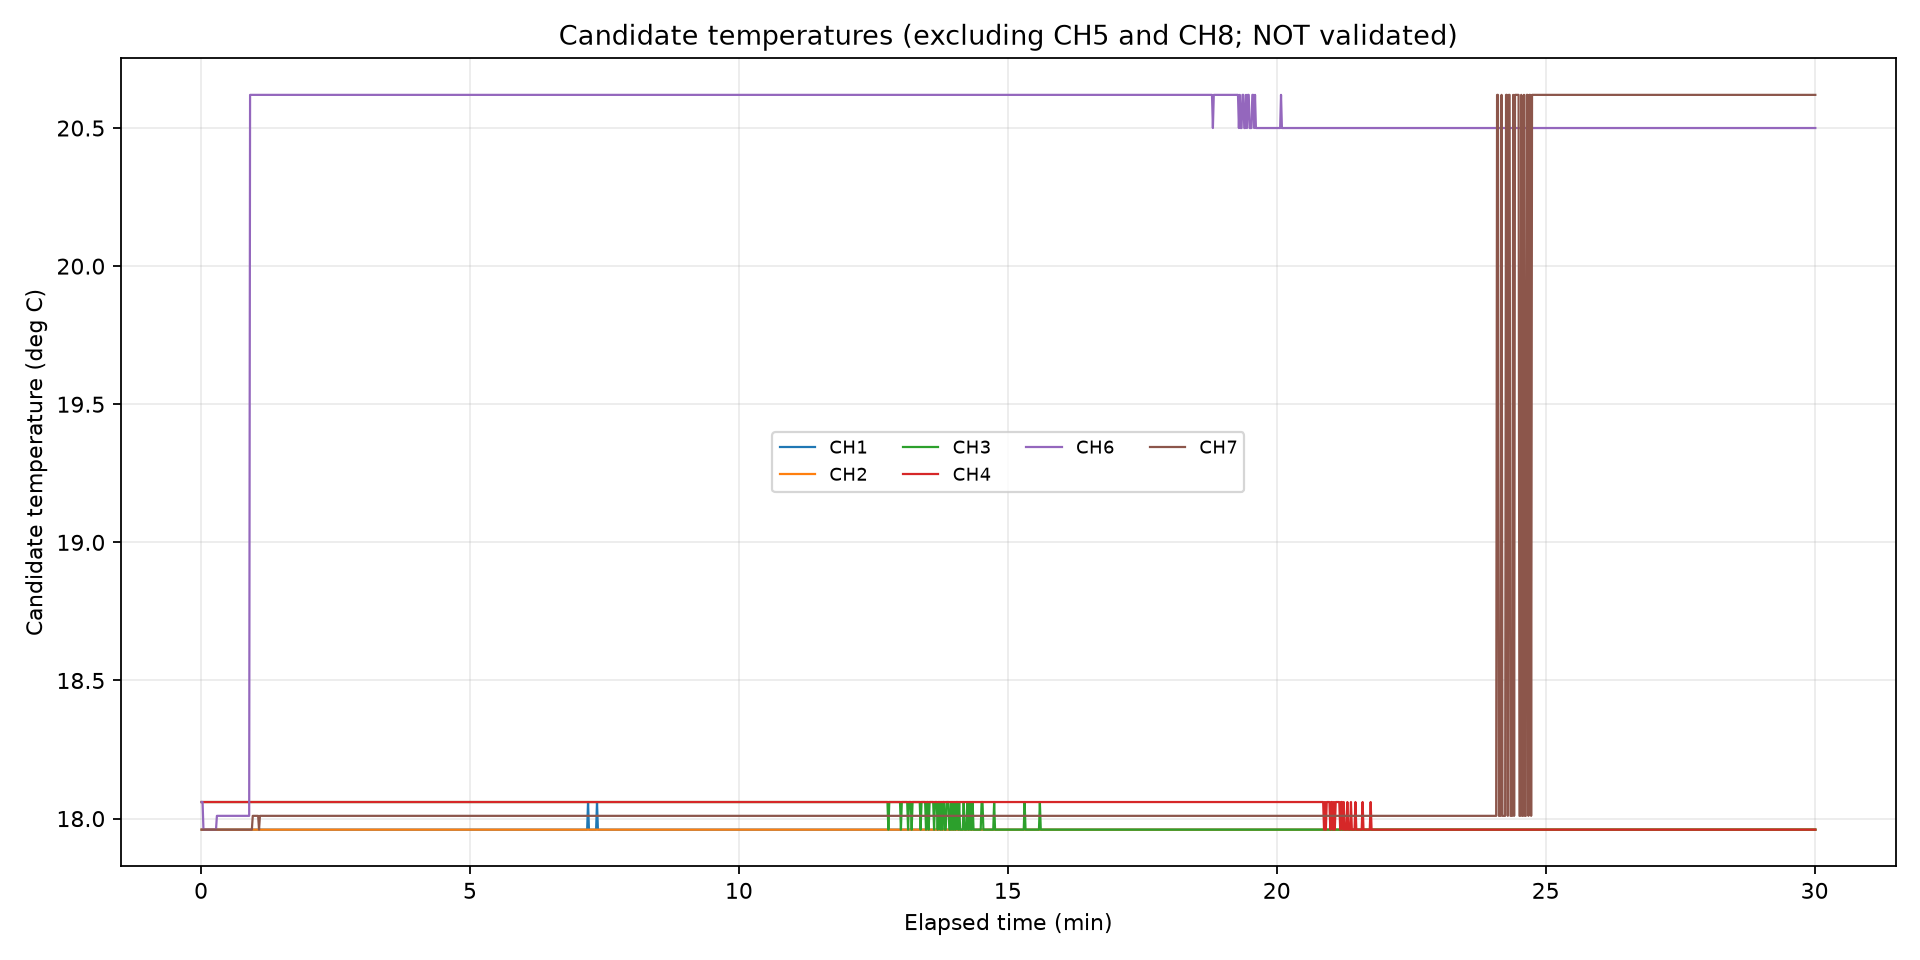 Candidate temperatures (excluding CH5 and CH8; NOT validated)
Candidate temperature (deg C)
20.5
20.0
19.5
19.0
18.5
18.0
CH1 CH3 CH6 CH7
CH2 CH4
0 5 10 15 20 25 30
Elapsed time (min)